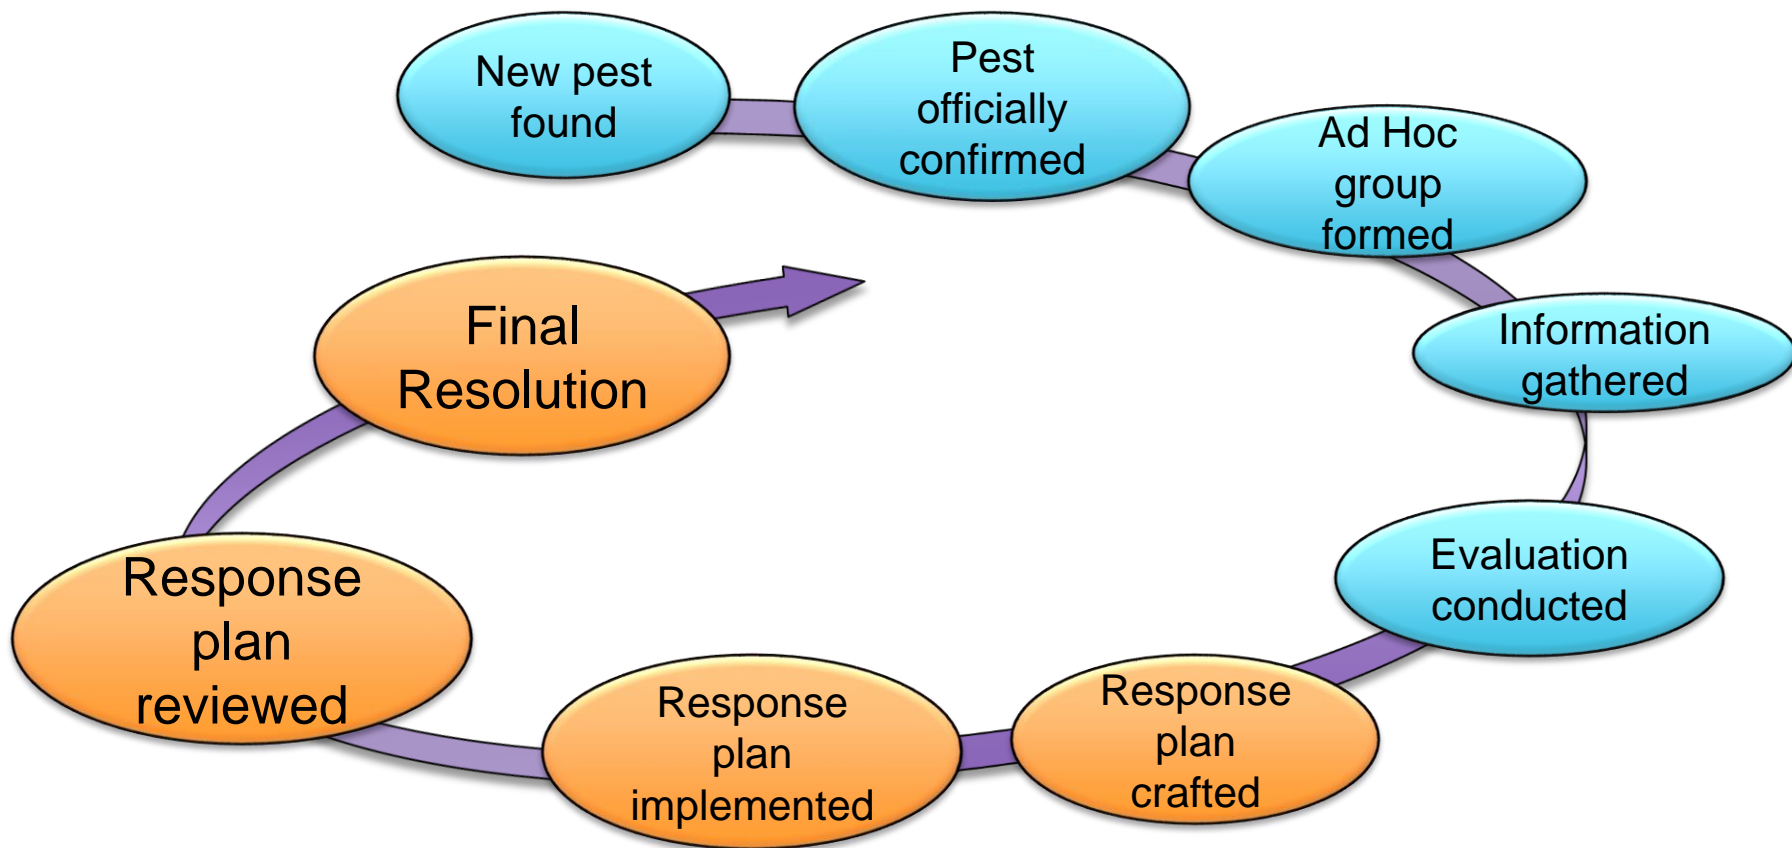 New pest
found
Pest
officially
confirmed
Ad Hoc
group
formed
Information
gathered
Evaluation
conducted
Response
plan
crafted
Response
plan
implemented
Response
plan
reviewed
Final
Resolution